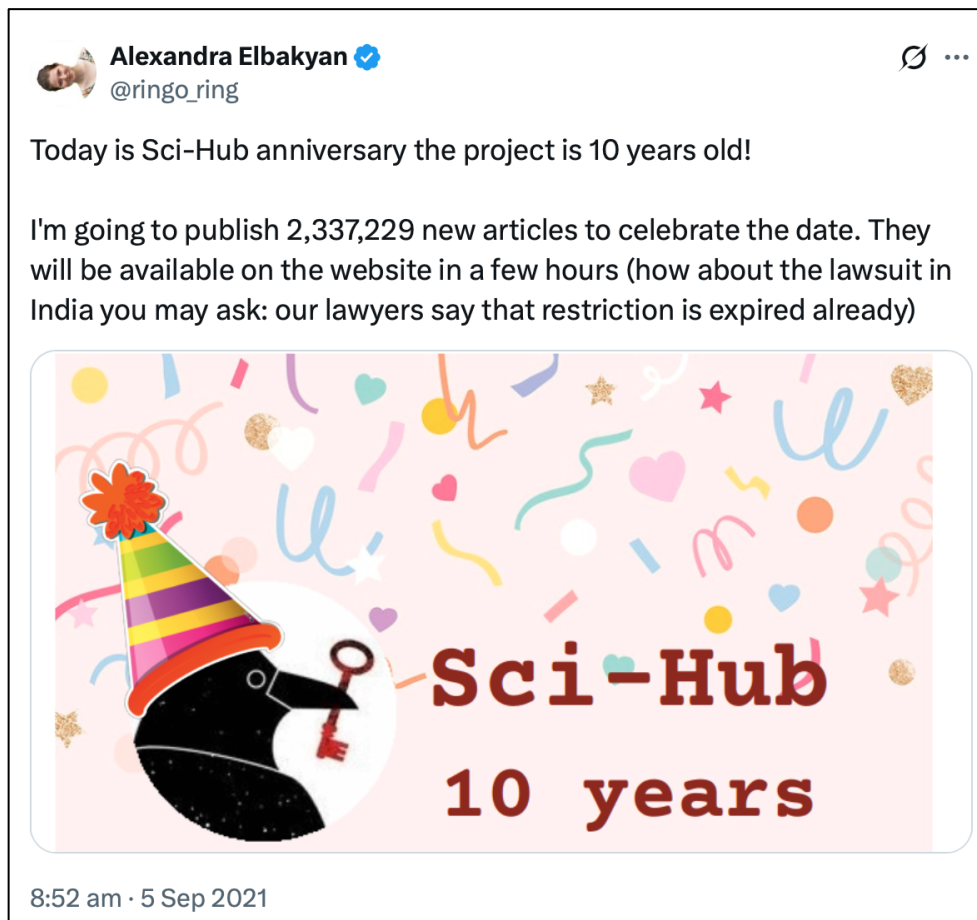 Alexandra Elbakyan
@ringo_ring
Today is Sci-Hub anniversary the project is 10 years old!
I'm going to publish 2,337,229 new articles to celebrate the date. They
will be available on the website in a few hours (how about the lawsuit in
India you may ask: our lawyers say that restriction is expired already)
Sci-Hub
10 years
8:52 am · 5 Sep 2021